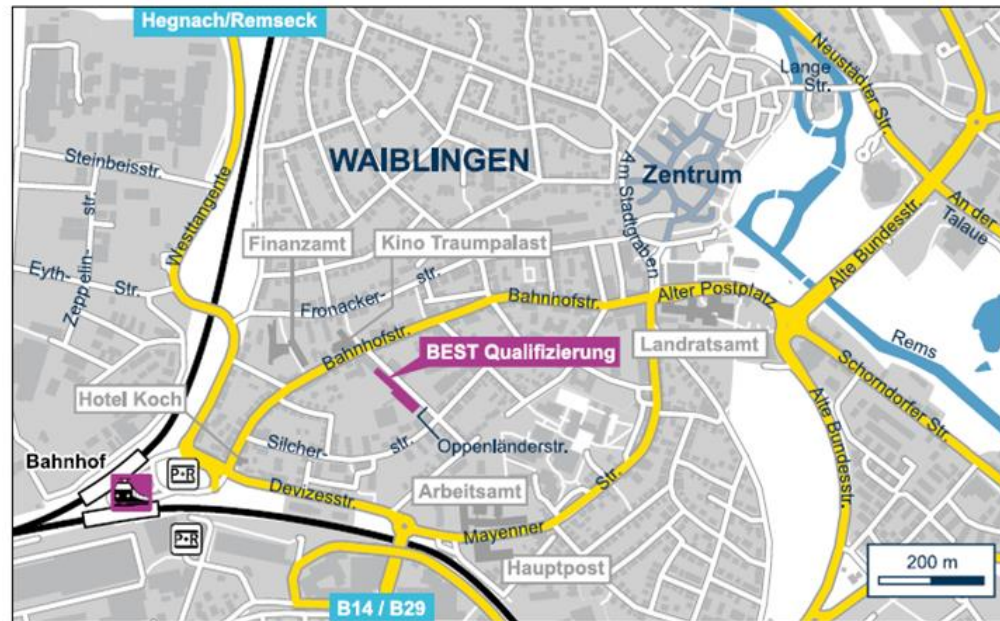 Hegnach/Remseck
Neustädter Str.
Lange
Str.
Steinbeisstr.
WAIBLINGEN
Zentrum
Am Stadtgraben
An der
Talaue
Westtangente
Zeppelin-
str.
Finanzamt
Kino Traumpalast
Eyth-
Str.
Fronacker-
str.
Alte Bundesstr.
Bahnhofstr.
Alter Postplatz
Bahnhofstr.
BEST Qualifizierung
Landratsamt
Rems
Hotel Koch
Schorndorfer Str.
Alte Bundesstr.
Silcher-
str.
Oppenländerstr.
Bahnhof
P+R
Devizesstr.
Arbeitsamt
Mayenner
Str.
P+R
Hauptpost
200 m
B14 / B29